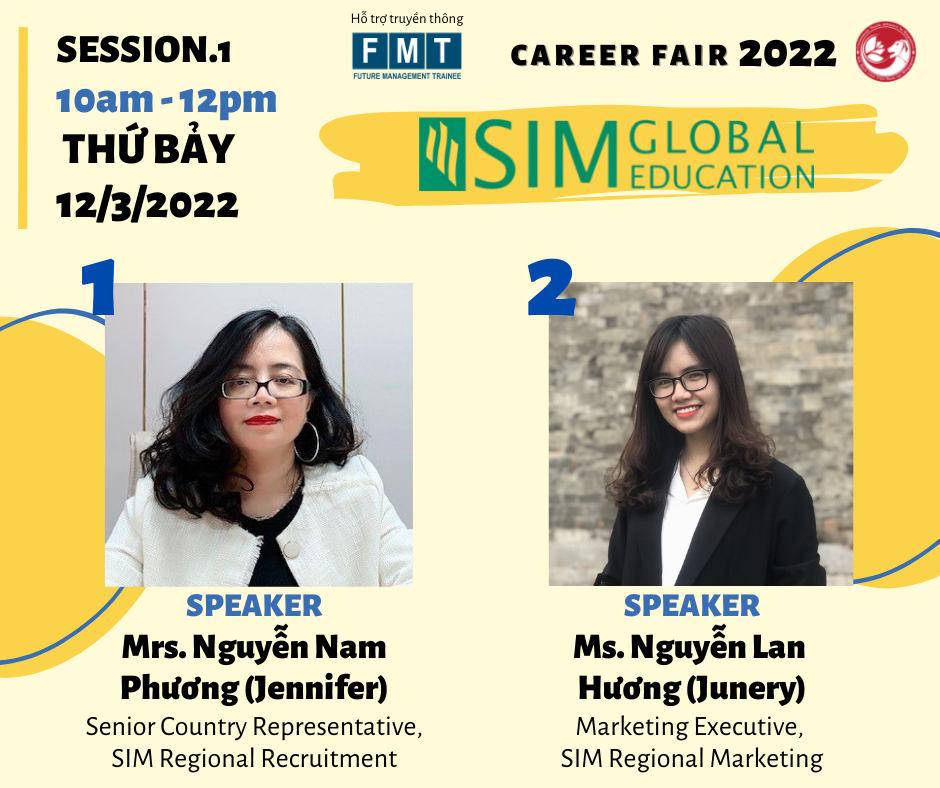 Hỗ trợ truyền thông
FMT
FUTURE MANAGEMENT TRAINEE
CAREER FAIR 2022
SESSION.1
10am - 12pm
THỨ BẢY
12/3/2022
SIM GLOBAL
EDUCATION
1
2
SPEAKER
Mrs. Nguyễn Nam
Phương (Jennifer)
Senior Country Representative,
SIM Regional Recruitment
SPEAKER
Ms. Nguyễn Lan
Hương (Junery)
Marketing Executive,
SIM Regional Marketing